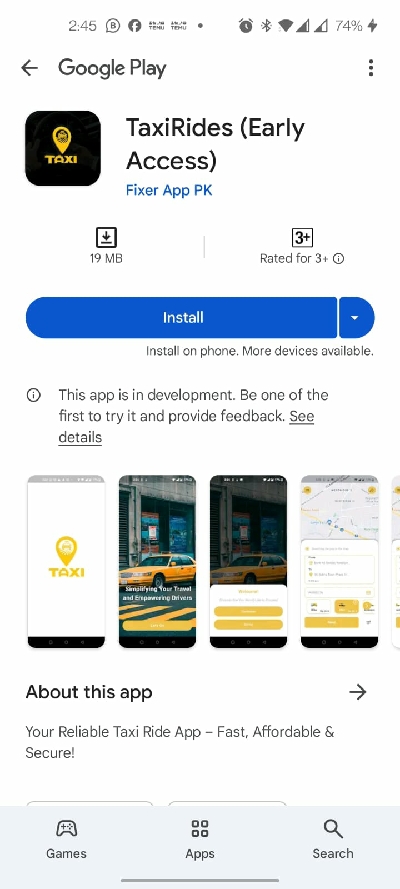 2:45
74%
Google Play
TAXI
TaxiRides (Early
Access)
Fixer App PK
19 MB
3+
Rated for 3+
Install
Install on phone. More devices available.
This app is in development. Be one of the
first to try it and provide feedback. See
details
TAXI
Simplifying Your Travel
and Empowering Drivers
Welcome!
About this app
Your Reliable Taxi Ride App – Fast, Affordable &
Secure!
Games
Apps
Search